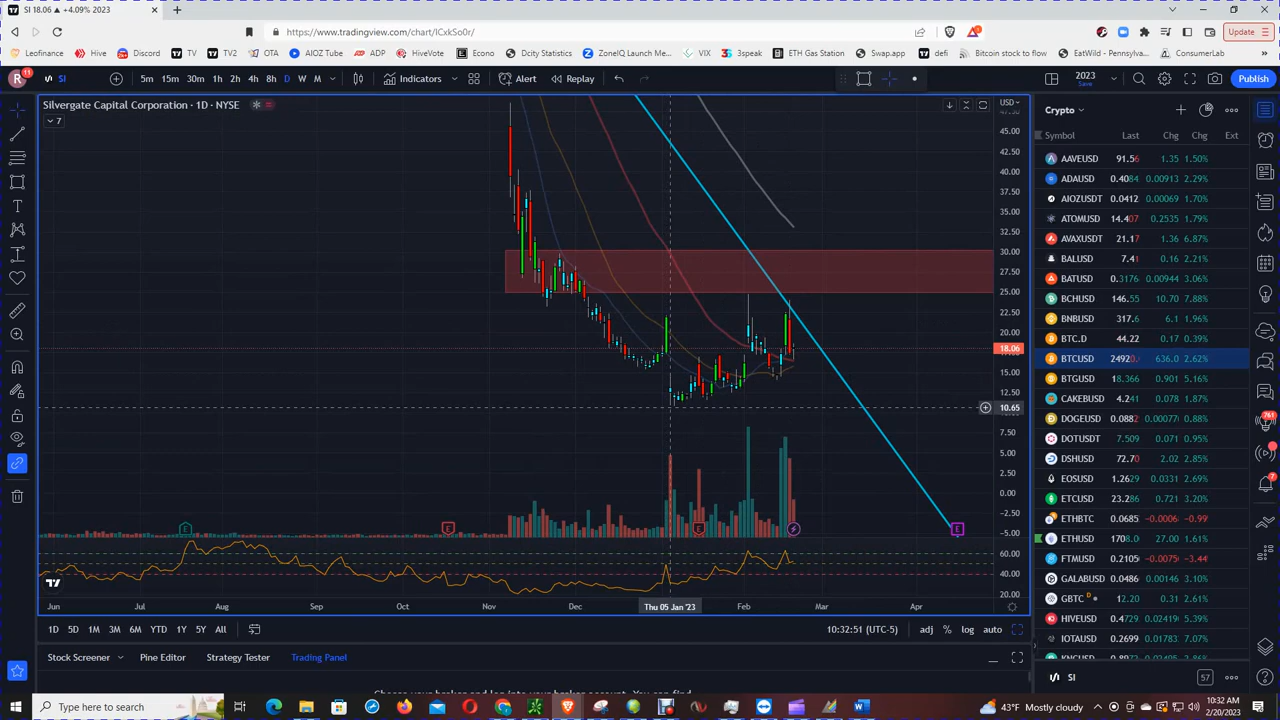 SI 18.06 ▲ +4.09% 2023
https://www.tradingview.com/chart/lCxkSo0r/
Update
Leofinance Hive Discord TV TV2 OTA AIOZ Tube ADP HiveVote Econo Dcity Statistics ZoneIQ Launch Me... VIX 3speak ETH Gas Station Swap.app defi Bitcoin stock to flow EatWild - Pennsylva... ConsumerLab
R 11 SI 5m 15m 30m 1h 2h 4h 8h D W M Indicators Alert Replay 2023 Save Publish
Silvergate Capital Corporation · 1D · NYSE
7
USD
47.50
45.00
42.50
40.00
37.50
35.00
32.50
30.00
27.50
25.00
22.50
20.00
18.06
15.00
12.50
10.65
7.50
5.00
2.50
0.00
−2.50
−5.00
60.00
40.00
20.00
E E E E
Jun Jul Aug Sep Oct Nov Dec Thu 05 Jan '23 Feb Mar Apr
1D 5D 1M 3M 6M YTD 1Y 5Y All 10:32:51 (UTC-5) adj % log auto
Stock Screener Pine Editor Strategy Tester Trading Panel
Crypto
Symbol Last Chg Chg Ext
AAVEUSD 91.56 1.35 1.50%
ADAUSD 0.4084 0.00913 2.29%
AIOZUSDT 0.0412 0.00069 1.70%
ATOMUSD 14.407 0.2535 1.79%
AVAXUSDT 21.17 1.36 6.87%
BALUSD 7.41 0.16 2.21%
BATUSD 0.3176 0.00944 3.06%
BCHUSD 146.55 10.70 7.88%
BNBUSD 317.6 6.1 1.96%
BTC.D 44.22 0.17 0.39%
BTCUSD 24920. 636.0 2.62%
BTGUSD 18.366 0.901 5.16%
CAKEBUSD 4.241 0.078 1.87%
DOGEUSD 0.0882 0.00077 0.88%
DOTUSDT 7.509 0.071 0.95%
DSHUSD 72.70 2.02 2.85%
EOSUSD 1.2629 0.0331 2.69%
ETCUSD 23.286 0.721 3.20%
ETHBTC 0.0685 −0.0006 −0.99
ETHUSD 1708.0 27.00 1.61%
FTMUSD 0.2105 −0.0075 −3.44
GALABUSD 0.0486 0.00146 3.10%
GBTC D 12.20 0.31 2.61%
HIVEUSD 0.4729 0.02419 5.39%
IOTAUSD 0.2699 0.01783 7.07%
SI 57
761
7
Type here to search
43°F Mostly cloudy
10:32 AM
2/20/2023